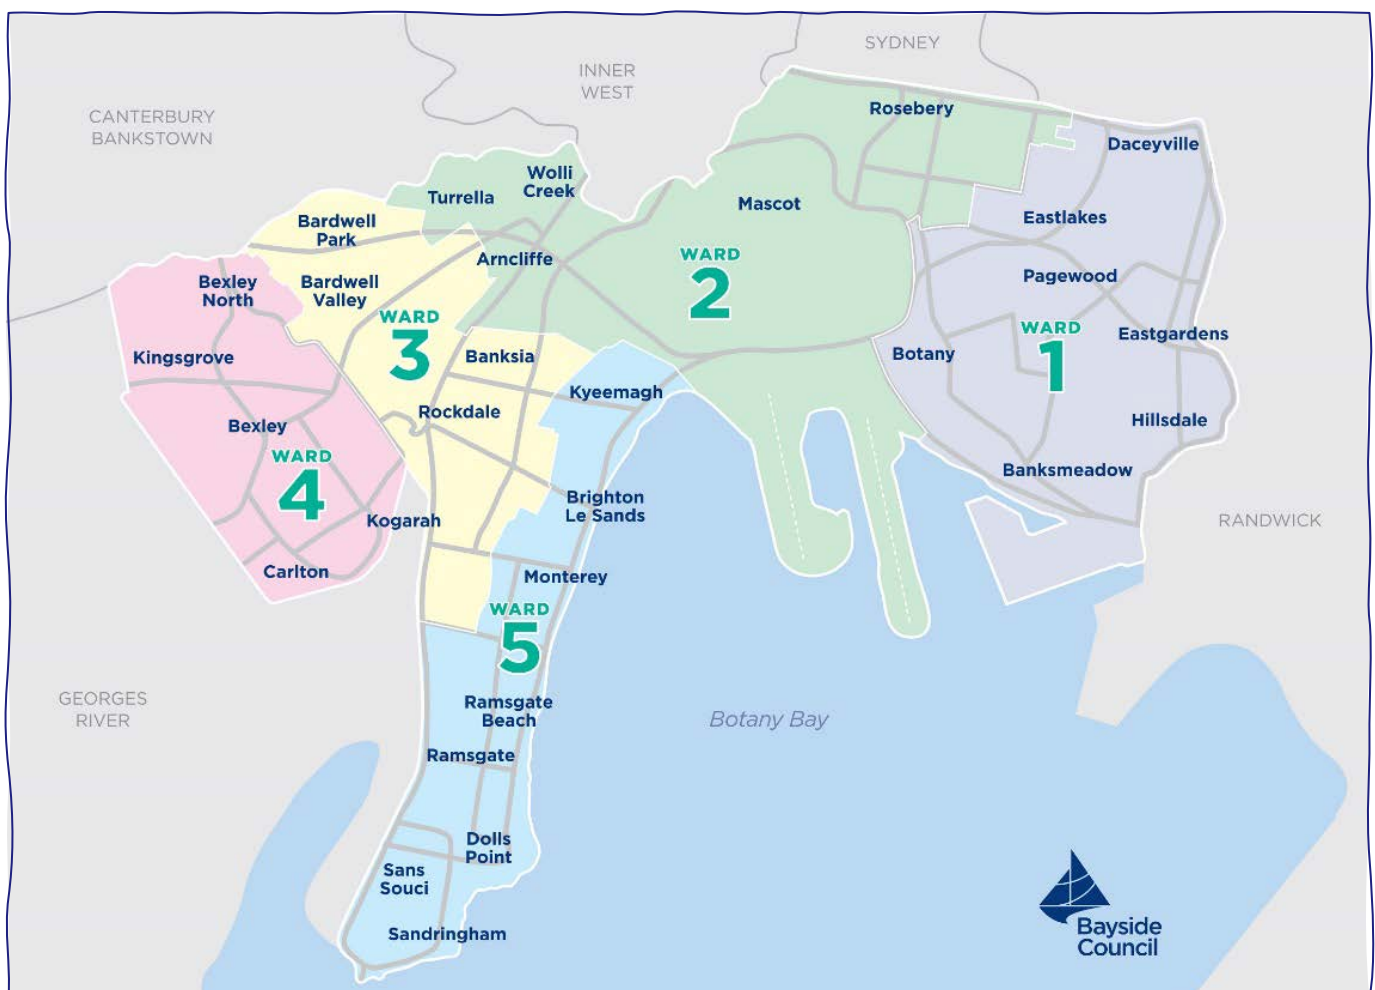 SYDNEY
INNER
WEST
CANTERBURY
BANKSTOWN
Rosebery
Daceyville
Wolli
Creek
Turrella
Mascot
Bardwell
Park
Eastlakes
Arncliffe
WARD
2
Pagewood
Bexley
North
Bardwell
Valley
WARD
3
WARD
1
Eastgardens
Kingsgrove
Banksia
Botany
Kyeemagh
Rockdale
Hillsdale
Bexley
WARD
4
Banksmeadow
Brighton
Le Sands
Kogarah
RANDWICK
Carlton
Monterey
WARD
5
GEORGES
RIVER
Ramsgate
Beach
Botany Bay
Ramsgate
Dolls
Point
Sans
Souci
Sandringham
Bayside
Council